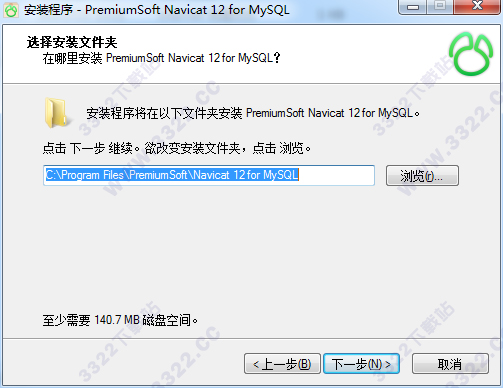 安装程序 - PremiumSoft Navicat 12 for MySQL
选择安装文件夹
在哪里安装 PremiumSoft Navicat 12 for MySQL?
安装程序将在以下文件夹安装 PremiumSoft Navicat 12 for MySQL。
点击 下一步 继续。欲改变安装文件夹，点击 浏览。
C:\Program Files\PremiumSoft\Navicat 12 for MySQL
浏览(r)...
至少需要 140.7 MB 磁盘空间。
< 上一步(B)
下一步(N) >
取消
3322下载站
www.3322.cc